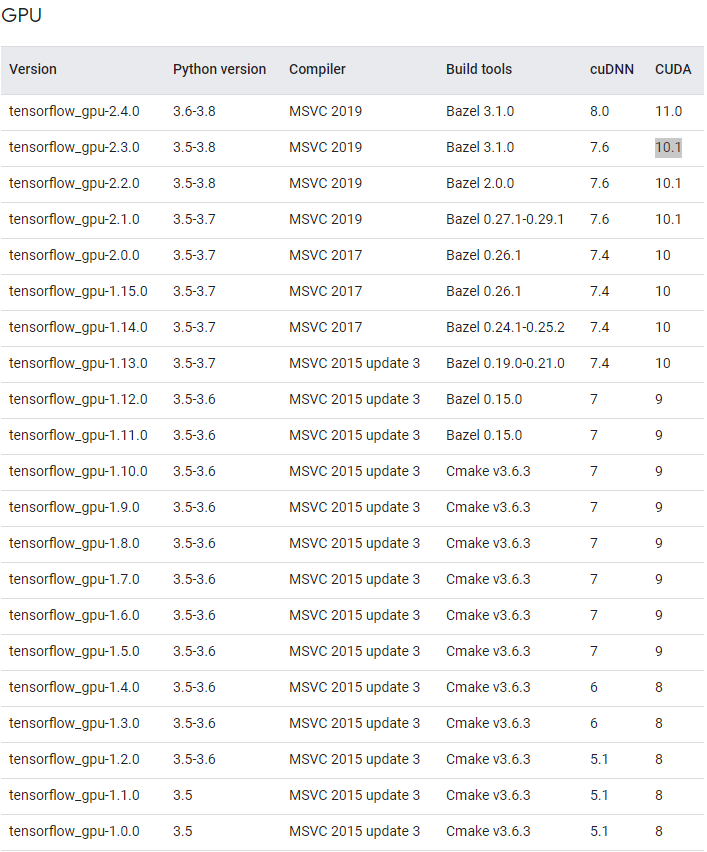 GPU
Version Python version Compiler Build tools cuDNN CUDA
tensorflow_gpu-2.4.0 3.6-3.8 MSVC 2019 Bazel 3.1.0 8.0 11.0
tensorflow_gpu-2.3.0 3.5-3.8 MSVC 2019 Bazel 3.1.0 7.6 10.1
tensorflow_gpu-2.2.0 3.5-3.8 MSVC 2019 Bazel 2.0.0 7.6 10.1
tensorflow_gpu-2.1.0 3.5-3.7 MSVC 2019 Bazel 0.27.1-0.29.1 7.6 10.1
tensorflow_gpu-2.0.0 3.5-3.7 MSVC 2017 Bazel 0.26.1 7.4 10
tensorflow_gpu-1.15.0 3.5-3.7 MSVC 2017 Bazel 0.26.1 7.4 10
tensorflow_gpu-1.14.0 3.5-3.7 MSVC 2017 Bazel 0.24.1-0.25.2 7.4 10
tensorflow_gpu-1.13.0 3.5-3.7 MSVC 2015 update 3 Bazel 0.19.0-0.21.0 7.4 10
tensorflow_gpu-1.12.0 3.5-3.6 MSVC 2015 update 3 Bazel 0.15.0 7 9
tensorflow_gpu-1.11.0 3.5-3.6 MSVC 2015 update 3 Bazel 0.15.0 7 9
tensorflow_gpu-1.10.0 3.5-3.6 MSVC 2015 update 3 Cmake v3.6.3 7 9
tensorflow_gpu-1.9.0 3.5-3.6 MSVC 2015 update 3 Cmake v3.6.3 7 9
tensorflow_gpu-1.8.0 3.5-3.6 MSVC 2015 update 3 Cmake v3.6.3 7 9
tensorflow_gpu-1.7.0 3.5-3.6 MSVC 2015 update 3 Cmake v3.6.3 7 9
tensorflow_gpu-1.6.0 3.5-3.6 MSVC 2015 update 3 Cmake v3.6.3 7 9
tensorflow_gpu-1.5.0 3.5-3.6 MSVC 2015 update 3 Cmake v3.6.3 7 9
tensorflow_gpu-1.4.0 3.5-3.6 MSVC 2015 update 3 Cmake v3.6.3 6 8
tensorflow_gpu-1.3.0 3.5-3.6 MSVC 2015 update 3 Cmake v3.6.3 6 8
tensorflow_gpu-1.2.0 3.5-3.6 MSVC 2015 update 3 Cmake v3.6.3 5.1 8
tensorflow_gpu-1.1.0 3.5 MSVC 2015 update 3 Cmake v3.6.3 5.1 8
tensorflow_gpu-1.0.0 3.5 MSVC 2015 update 3 Cmake v3.6.3 5.1 8